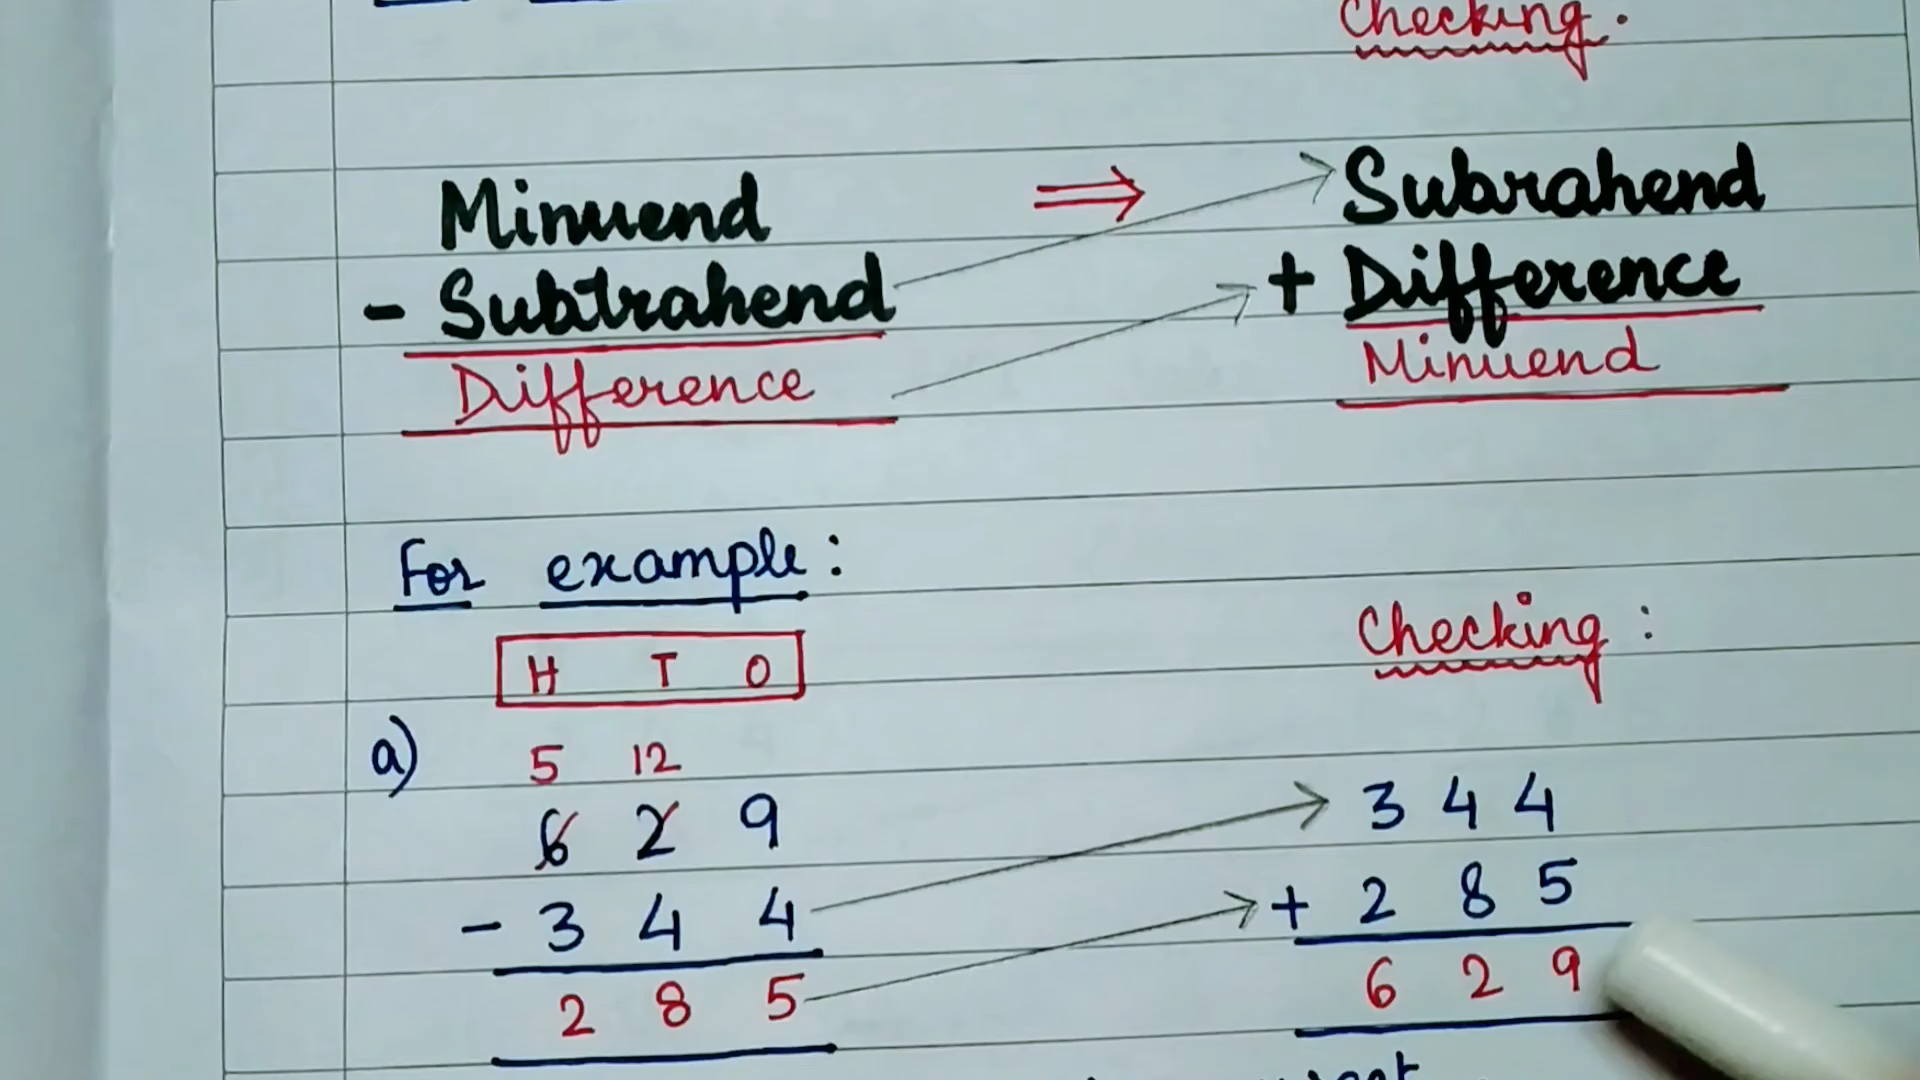 Checking.
Minuend ⇒ Subrahend
- Subtrahend + Difference
Difference Minuend
For example:
Checking:
H T O
a) 5 12
6 2 9 3 4 4
- 3 4 4 + 2 8 5
2 8 5 6 2 9